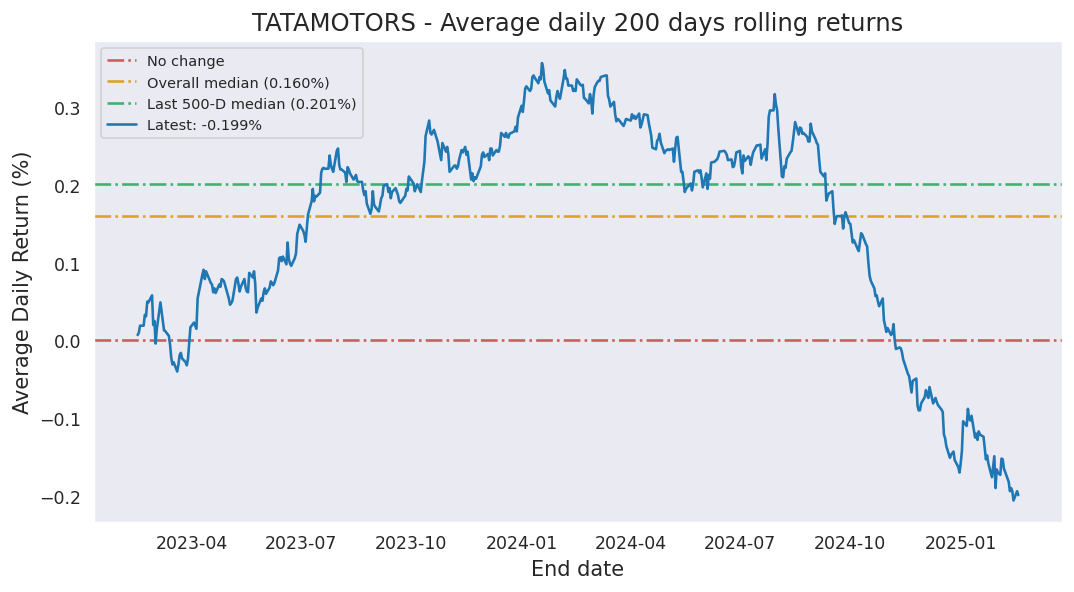 TATAMOTORS - Average daily 200 days rolling returns
No change
Overall median (0.160%)
Last 500-D median (0.201%)
Latest: -0.199%
Average Daily Return (%)
0.3
0.2
0.1
0.0
−0.1
−0.2
2023-04 2023-07 2023-10 2024-01 2024-04 2024-07 2024-10 2025-01
End date